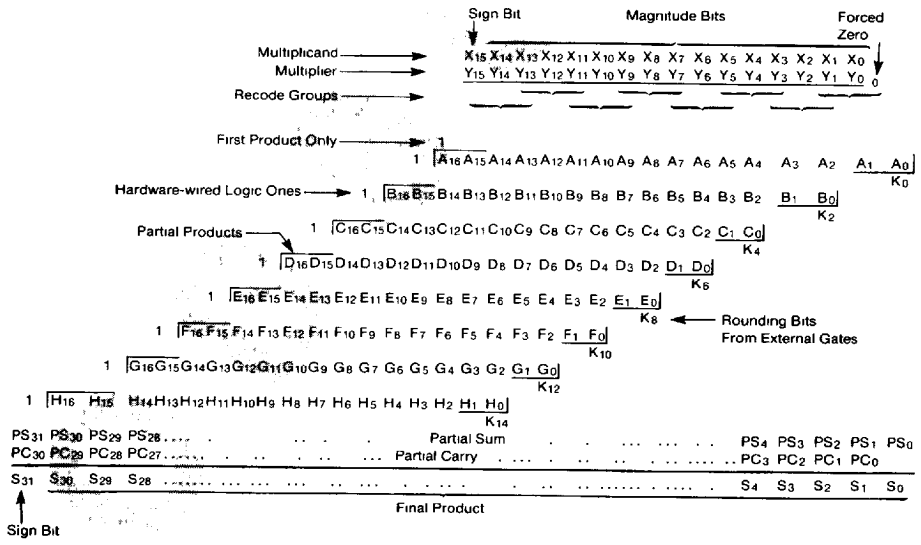 Sign Bit Magnitude Bits Forced Zero
Multiplicand X15 X14 X13 X12 X11 X10 X9 X8 X7 X6 X5 X4 X3 X2 X1 X0
Multiplier Y15 Y14 Y13 Y12 Y11 Y10 Y9 Y8 Y7 Y6 Y5 Y4 Y3 Y2 Y1 Y0 0
Recode Groups
First Product Only 1
1 A16 A15 A14 A13 A12 A11 A10 A9 A8 A7 A6 A5 A4 A3 A2 A1 A0
K0
Hardware-wired Logic Ones 1 B16 B15 B14 B13 B12 B11 B10 B9 B8 B7 B6 B5 B4 B3 B2 B1 B0
K2
1 C16 C15 C14 C13 C12 C11 C10 C9 C8 C7 C6 C5 C4 C3 C2 C1 C0
K4
Partial Products
1 D16 D15 D14 D13 D12 D11 D10 D9 D8 D7 D6 D5 D4 D3 D2 D1 D0
K6
1 E16 E15 E14 E13 E12 E11 E10 E9 E8 E7 E6 E5 E4 E3 E2 E1 E0
K8
Rounding Bits
From External Gates
1 F16 F15 F14 F13 F12 F11 F10 F9 F8 F7 F6 F5 F4 F3 F2 F1 F0
K10
1 G16 G15 G14 G13 G12 G11 G10 G9 G8 G7 G6 G5 G4 G3 G2 G1 G0
K12
1 H16 H15 H14 H13 H12 H11 H10 H9 H8 H7 H6 H5 H4 H3 H2 H1 H0
K14
PS31 PS30 PS29 PS28 ..... Partial Sum PS4 PS3 PS2 PS1 PS0
PC30 PC29 PC28 PC27 ..... Partial Carry PC3 PC2 PC1 PC0
S31 S30 S29 S28 ..... S4 S3 S2 S1 S0
Final Product
Sign Bit